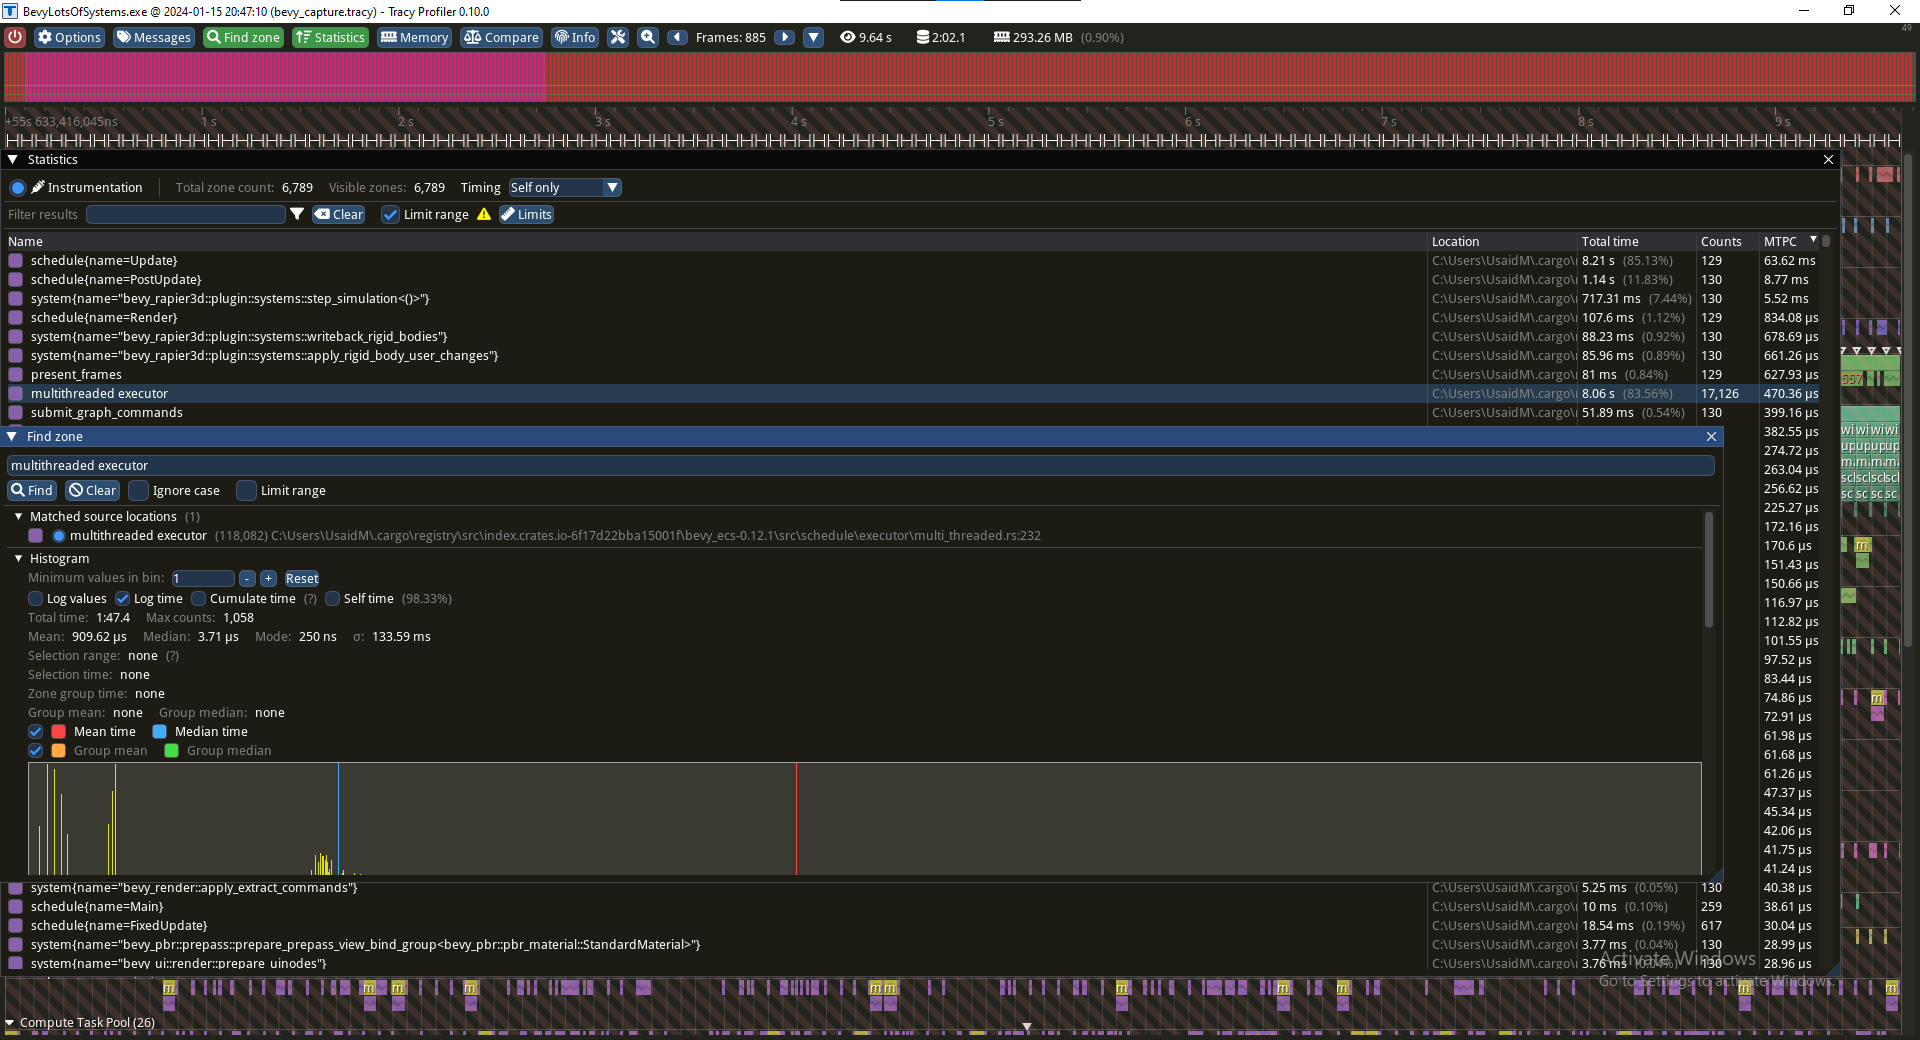 BevyLotsOfSystems.exe @ 2024-01-15 20:47:10 (bevy_capture.tracy) - Tracy Profiler 0.10.0
Options Messages Find zone Statistics Memory Compare Info Frames: 885 9.64 s 2:02.1 293.26 MB (0.90%) 49
+55s 633,416,045ns 1 s 2 s 3 s 4 s 5 s 6 s 7 s 8 s 9 s
Statistics
Instrumentation Total zone count: 6,789 Visible zones: 6,789 Timing Self only
Filter results Clear Limit range Limits
Name Location Total time Counts MTPC
schedule{name=Update} C:\Users\UsaidM\.cargo\ 8.21 s (85.13%) 129 63.62 ms
schedule{name=PostUpdate} C:\Users\UsaidM\.cargo\ 1.14 s (11.83%) 130 8.77 ms
system{name="bevy_rapier3d::plugin::systems::step_simulation<()>"} C:\Users\UsaidM\.cargo\ 717.31 ms (7.44%) 130 5.52 ms
schedule{name=Render} C:\Users\UsaidM\.cargo\ 107.6 ms (1.12%) 129 834.08 μs
system{name="bevy_rapier3d::plugin::systems::writeback_rigid_bodies"} C:\Users\UsaidM\.cargo\ 88.23 ms (0.92%) 130 678.69 μs
system{name="bevy_rapier3d::plugin::systems::apply_rigid_body_user_changes"} C:\Users\UsaidM\.cargo\ 85.96 ms (0.89%) 130 661.26 μs
present_frames C:\Users\UsaidM\.cargo\ 81 ms (0.84%) 129 627.93 μs
multithreaded executor C:\Users\UsaidM\.cargo\ 8.06 s (83.56%) 17,126 470.36 μs
submit_graph_commands C:\Users\UsaidM\.cargo\ 51.89 ms (0.54%) 130 399.16 μs
382.55 μs
274.72 μs
263.04 μs
256.62 μs
225.27 μs
172.16 μs
170.6 μs
151.43 μs
150.66 μs
116.97 μs
112.82 μs
101.55 μs
97.52 μs
83.44 μs
74.86 μs
72.91 μs
61.98 μs
61.68 μs
61.26 μs
47.37 μs
45.34 μs
42.06 μs
41.75 μs
41.24 μs
Find zone
multithreaded executor
Find Clear Ignore case Limit range
Matched source locations (1)
multithreaded executor (118,082) C:\Users\UsaidM\.cargo\registry\src\index.crates.io-6f17d22bba15001f\bevy_ecs-0.12.1\src\schedule\executor\multi_threaded.rs:232
Histogram
Minimum values in bin: 1 - + Reset
Log values Log time Cumulate time (?) Self time (98.33%)
Total time: 1:47.4 Max counts: 1,058
Mean: 909.62 μs Median: 3.71 μs Mode: 250 ns σ: 133.59 ms
Selection range: none (?)
Selection time: none
Zone group time: none
Group mean: none Group median: none
Mean time Median time
Group mean Group median
system{name="bevy_render::apply_extract_commands"} C:\Users\UsaidM\.cargo\ 5.25 ms (0.05%) 130 40.38 μs
schedule{name=Main} C:\Users\UsaidM\.cargo\ 10 ms (0.10%) 259 38.61 μs
schedule{name=FixedUpdate} C:\Users\UsaidM\.cargo\ 18.54 ms (0.19%) 617 30.04 μs
system{name="bevy_pbr::prepass::prepare_prepass_view_bind_group<bevy_pbr::pbr_material::StandardMaterial>"} C:\Users\UsaidM\.cargo\ 3.77 ms (0.04%) 130 28.99 μs
system{name="bevy_ui::render::prepare_uinodes"} C:\Users\UsaidM\.cargo\ 3.76 ms (0.04%) 130 28.96 μs
Activate Windows
Go to Settings to activate Windows.
m m m m m m m m m m m
Compute Task Pool (26)